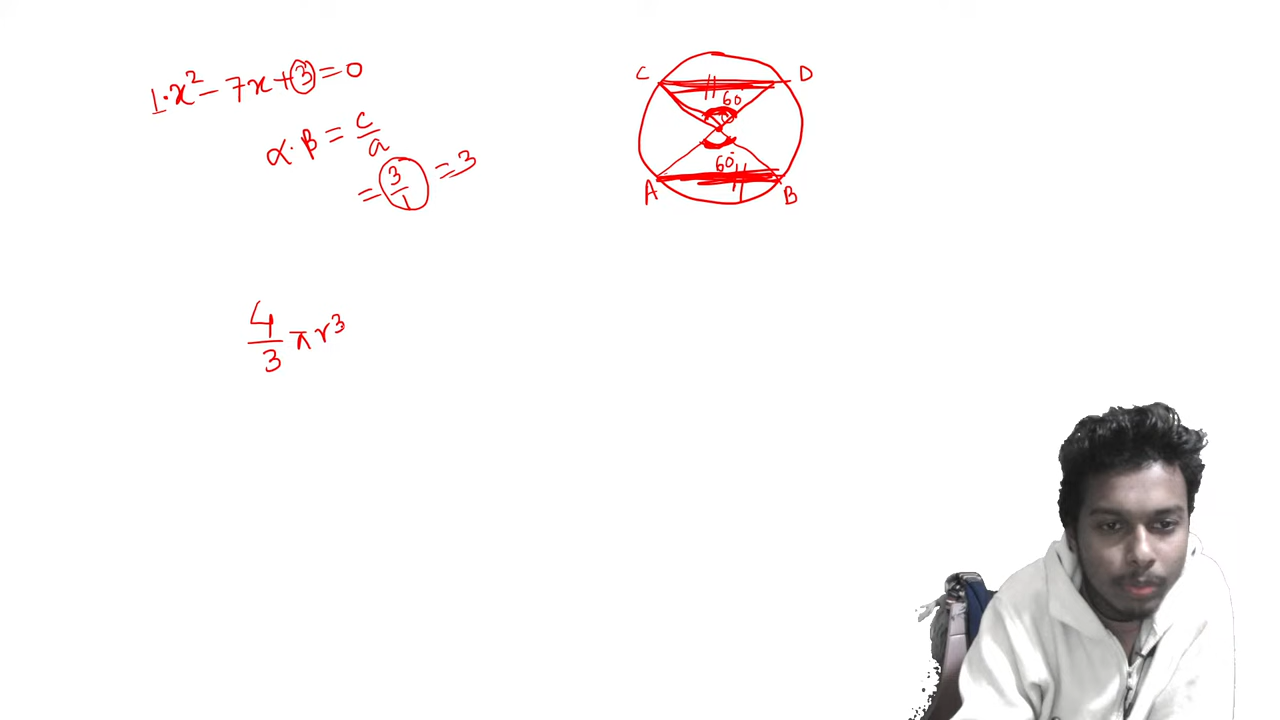 1·x² - 7x + 3 = 0
α·β = c/a
= 3/1 = 3
4/3 πr³
C D
60°
O
60°
A B